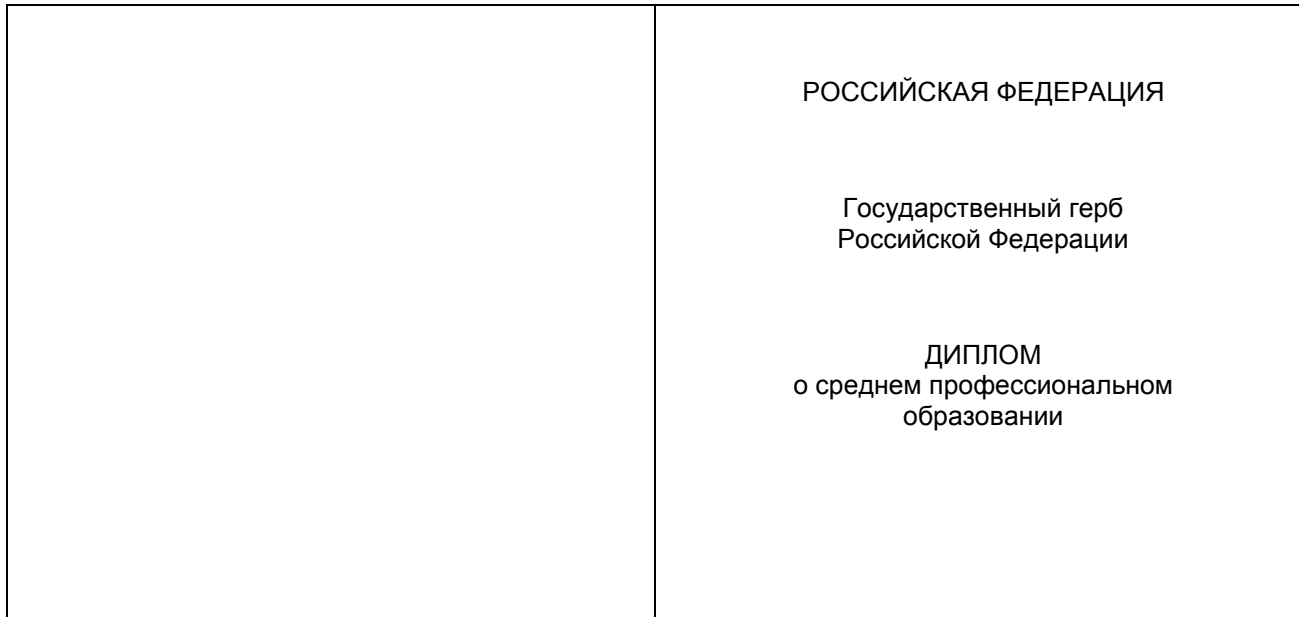 РОССИЙСКАЯ ФЕДЕРАЦИЯ
Государственный герб
Российской Федерации
ДИПЛОМ
о среднем профессиональном
образовании